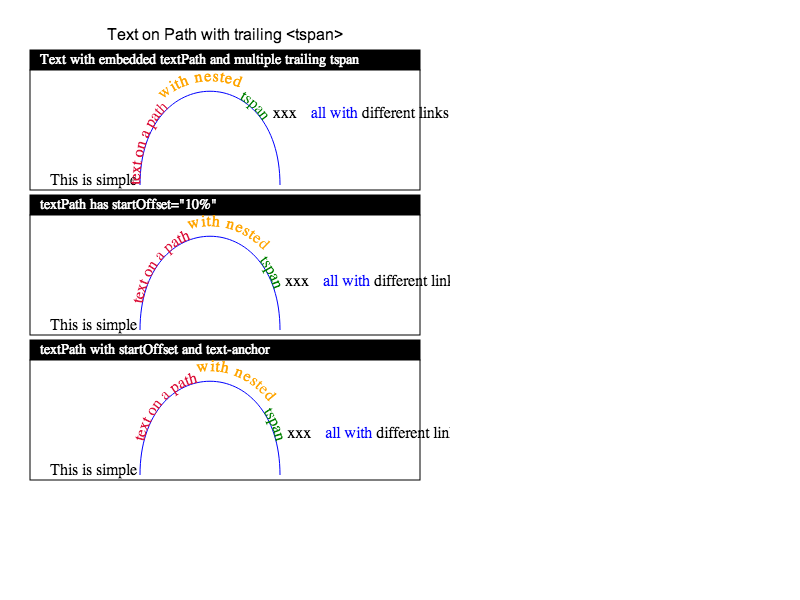 Text on Path with trailing <tspan>
Text with embedded textPath and multiple trailing tspan
This is simple text on a path with nested tspan xxx all with different links
textPath has startOffset="10%"
This is simple text on a path with nested tspan xxx all with different lin
textPath with startOffset and text-anchor
This is simple text on a path with nested tspan xxx all with different lin